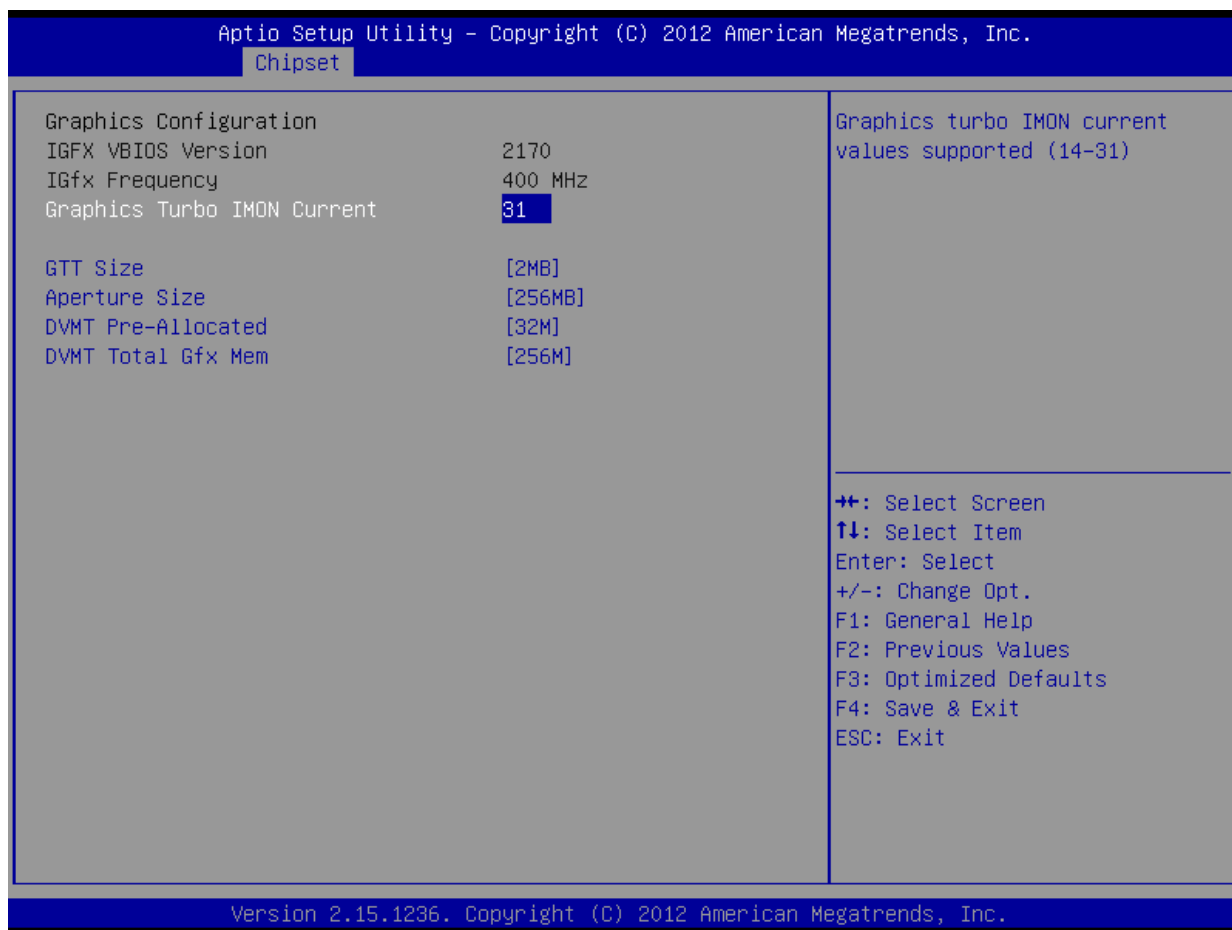 Aptio Setup Utility – Copyright (C) 2012 American Megatrends, Inc.
Chipset
Graphics Configuration
IGFX VBIOS Version 2170
IGfx Frequency 400 MHz
Graphics Turbo IMON Current 31
GTT Size [2MB]
Aperture Size [256MB]
DVMT Pre-Allocated [32M]
DVMT Total Gfx Mem [256M]
Graphics turbo IMON current
values supported (14-31)
→←: Select Screen
↑↓: Select Item
Enter: Select
+/-: Change Opt.
F1: General Help
F2: Previous Values
F3: Optimized Defaults
F4: Save & Exit
ESC: Exit
Version 2.15.1236. Copyright (C) 2012 American Megatrends, Inc.